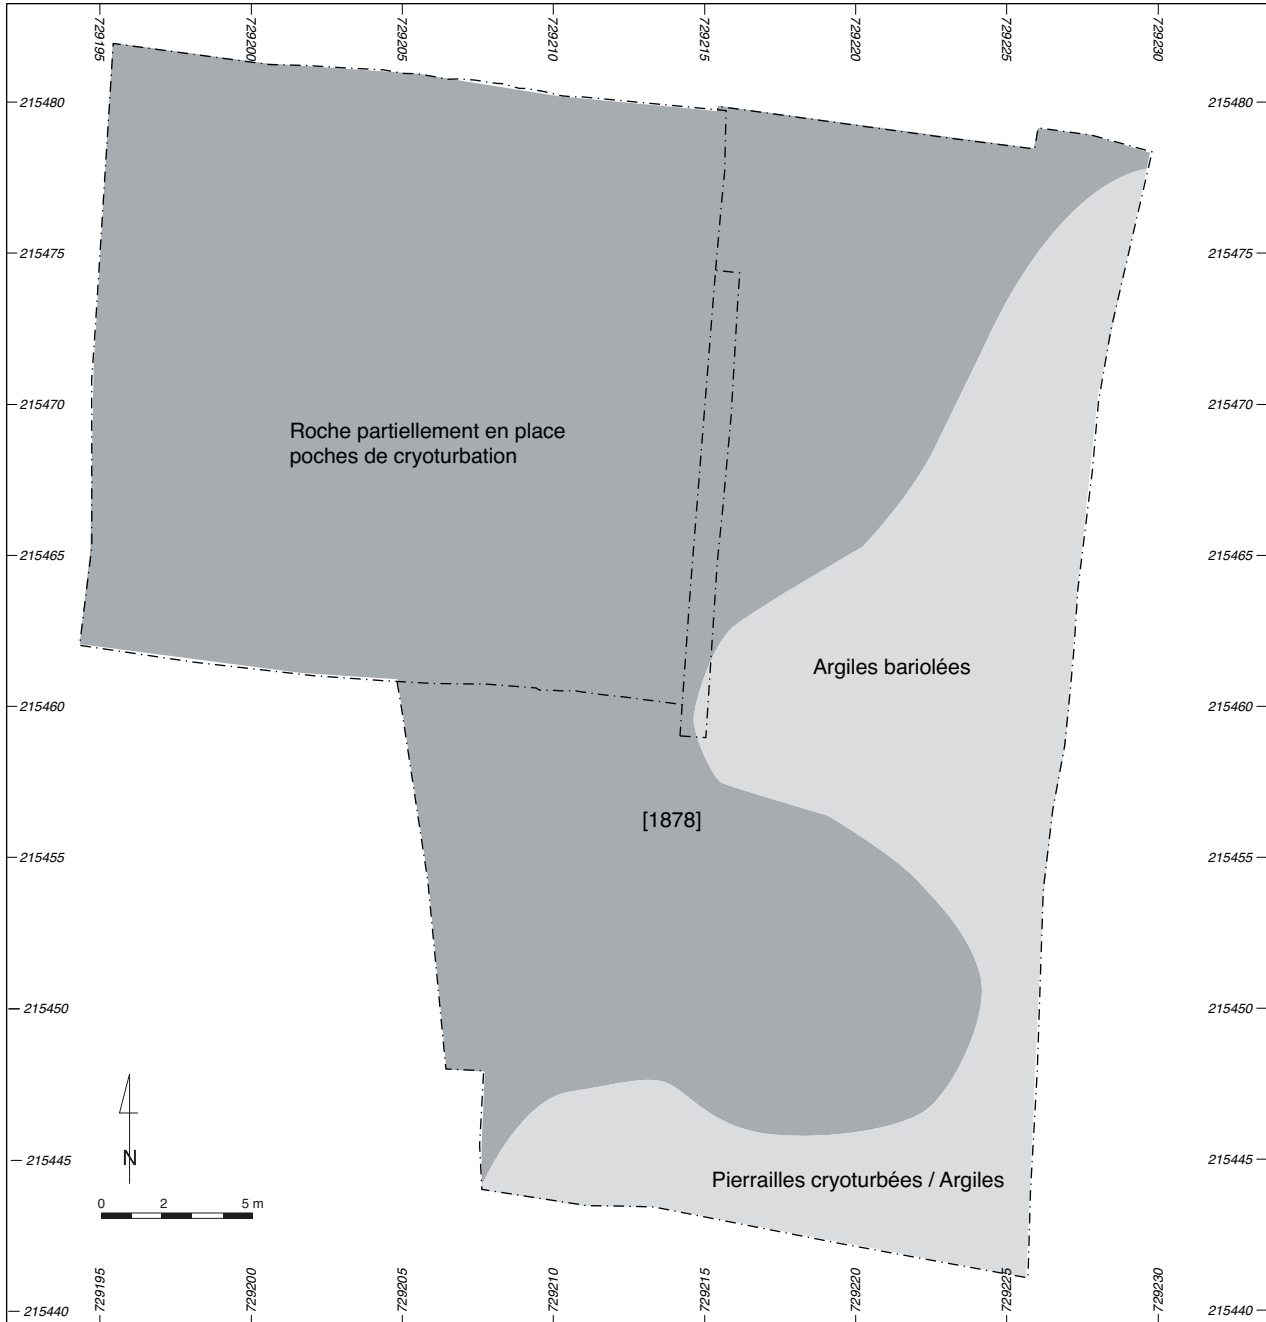 729195 729200 729205 729210 729215 729220 729225 729230
215480 215480
215475 215475
215470 215470
Roche partiellement en place
poches de cryoturbation
215465 215465
Argiles bariolées
215460 215460
[1878]
215455 215455
215450 215450
N
215445 215445
Pierrailles cryoturbées / Argiles
0 2 5 m
729195 729200 729205 729210 729215 729220 729225 729230
215440 215440